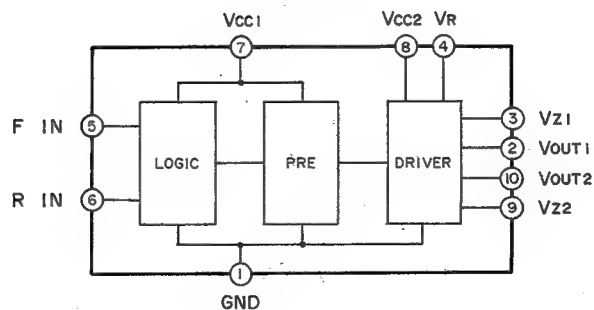 VCC1 VCC2 VR
7 8 4
F IN 5 3 VZ1
LOGIC PRE DRIVER 2 VOUT1
R IN 6 10 VOUT2
9 VZ2
1
GND